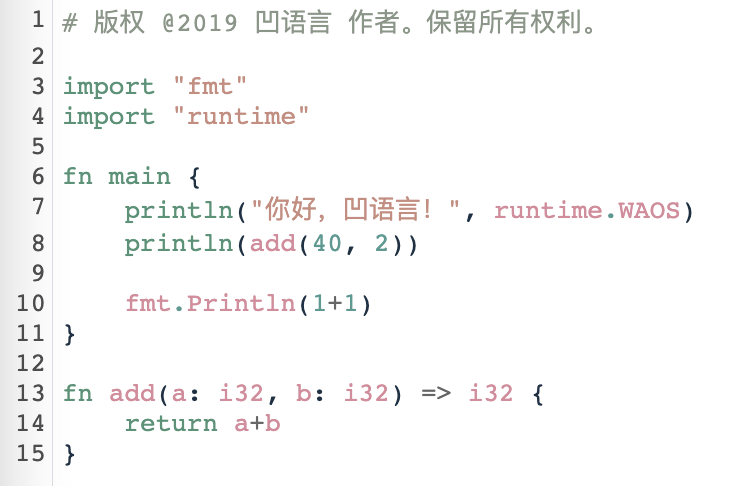 1 # 版权 @2019 凹语言 作者。保留所有权利。
2
3 import "fmt"
4 import "runtime"
5
6 fn main {
7     println("你好，凹语言！", runtime.WAOS)
8     println(add(40, 2))
9
10     fmt.Println(1+1)
11 }
12
13 fn add(a: i32, b: i32) => i32 {
14     return a+b
15 }